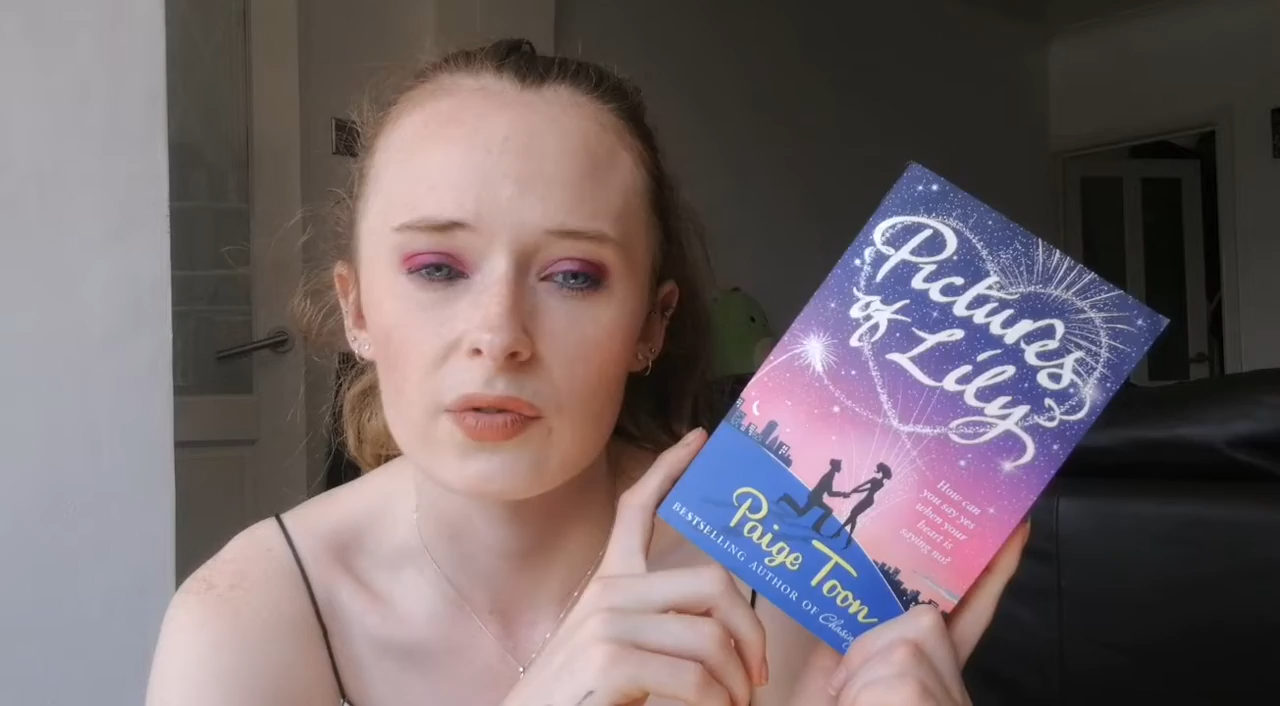 Pictures
of Lily
How can
you say yes
when your
heart is
saying no?
Paige Toon
BESTSELLING AUTHOR OF Chasing